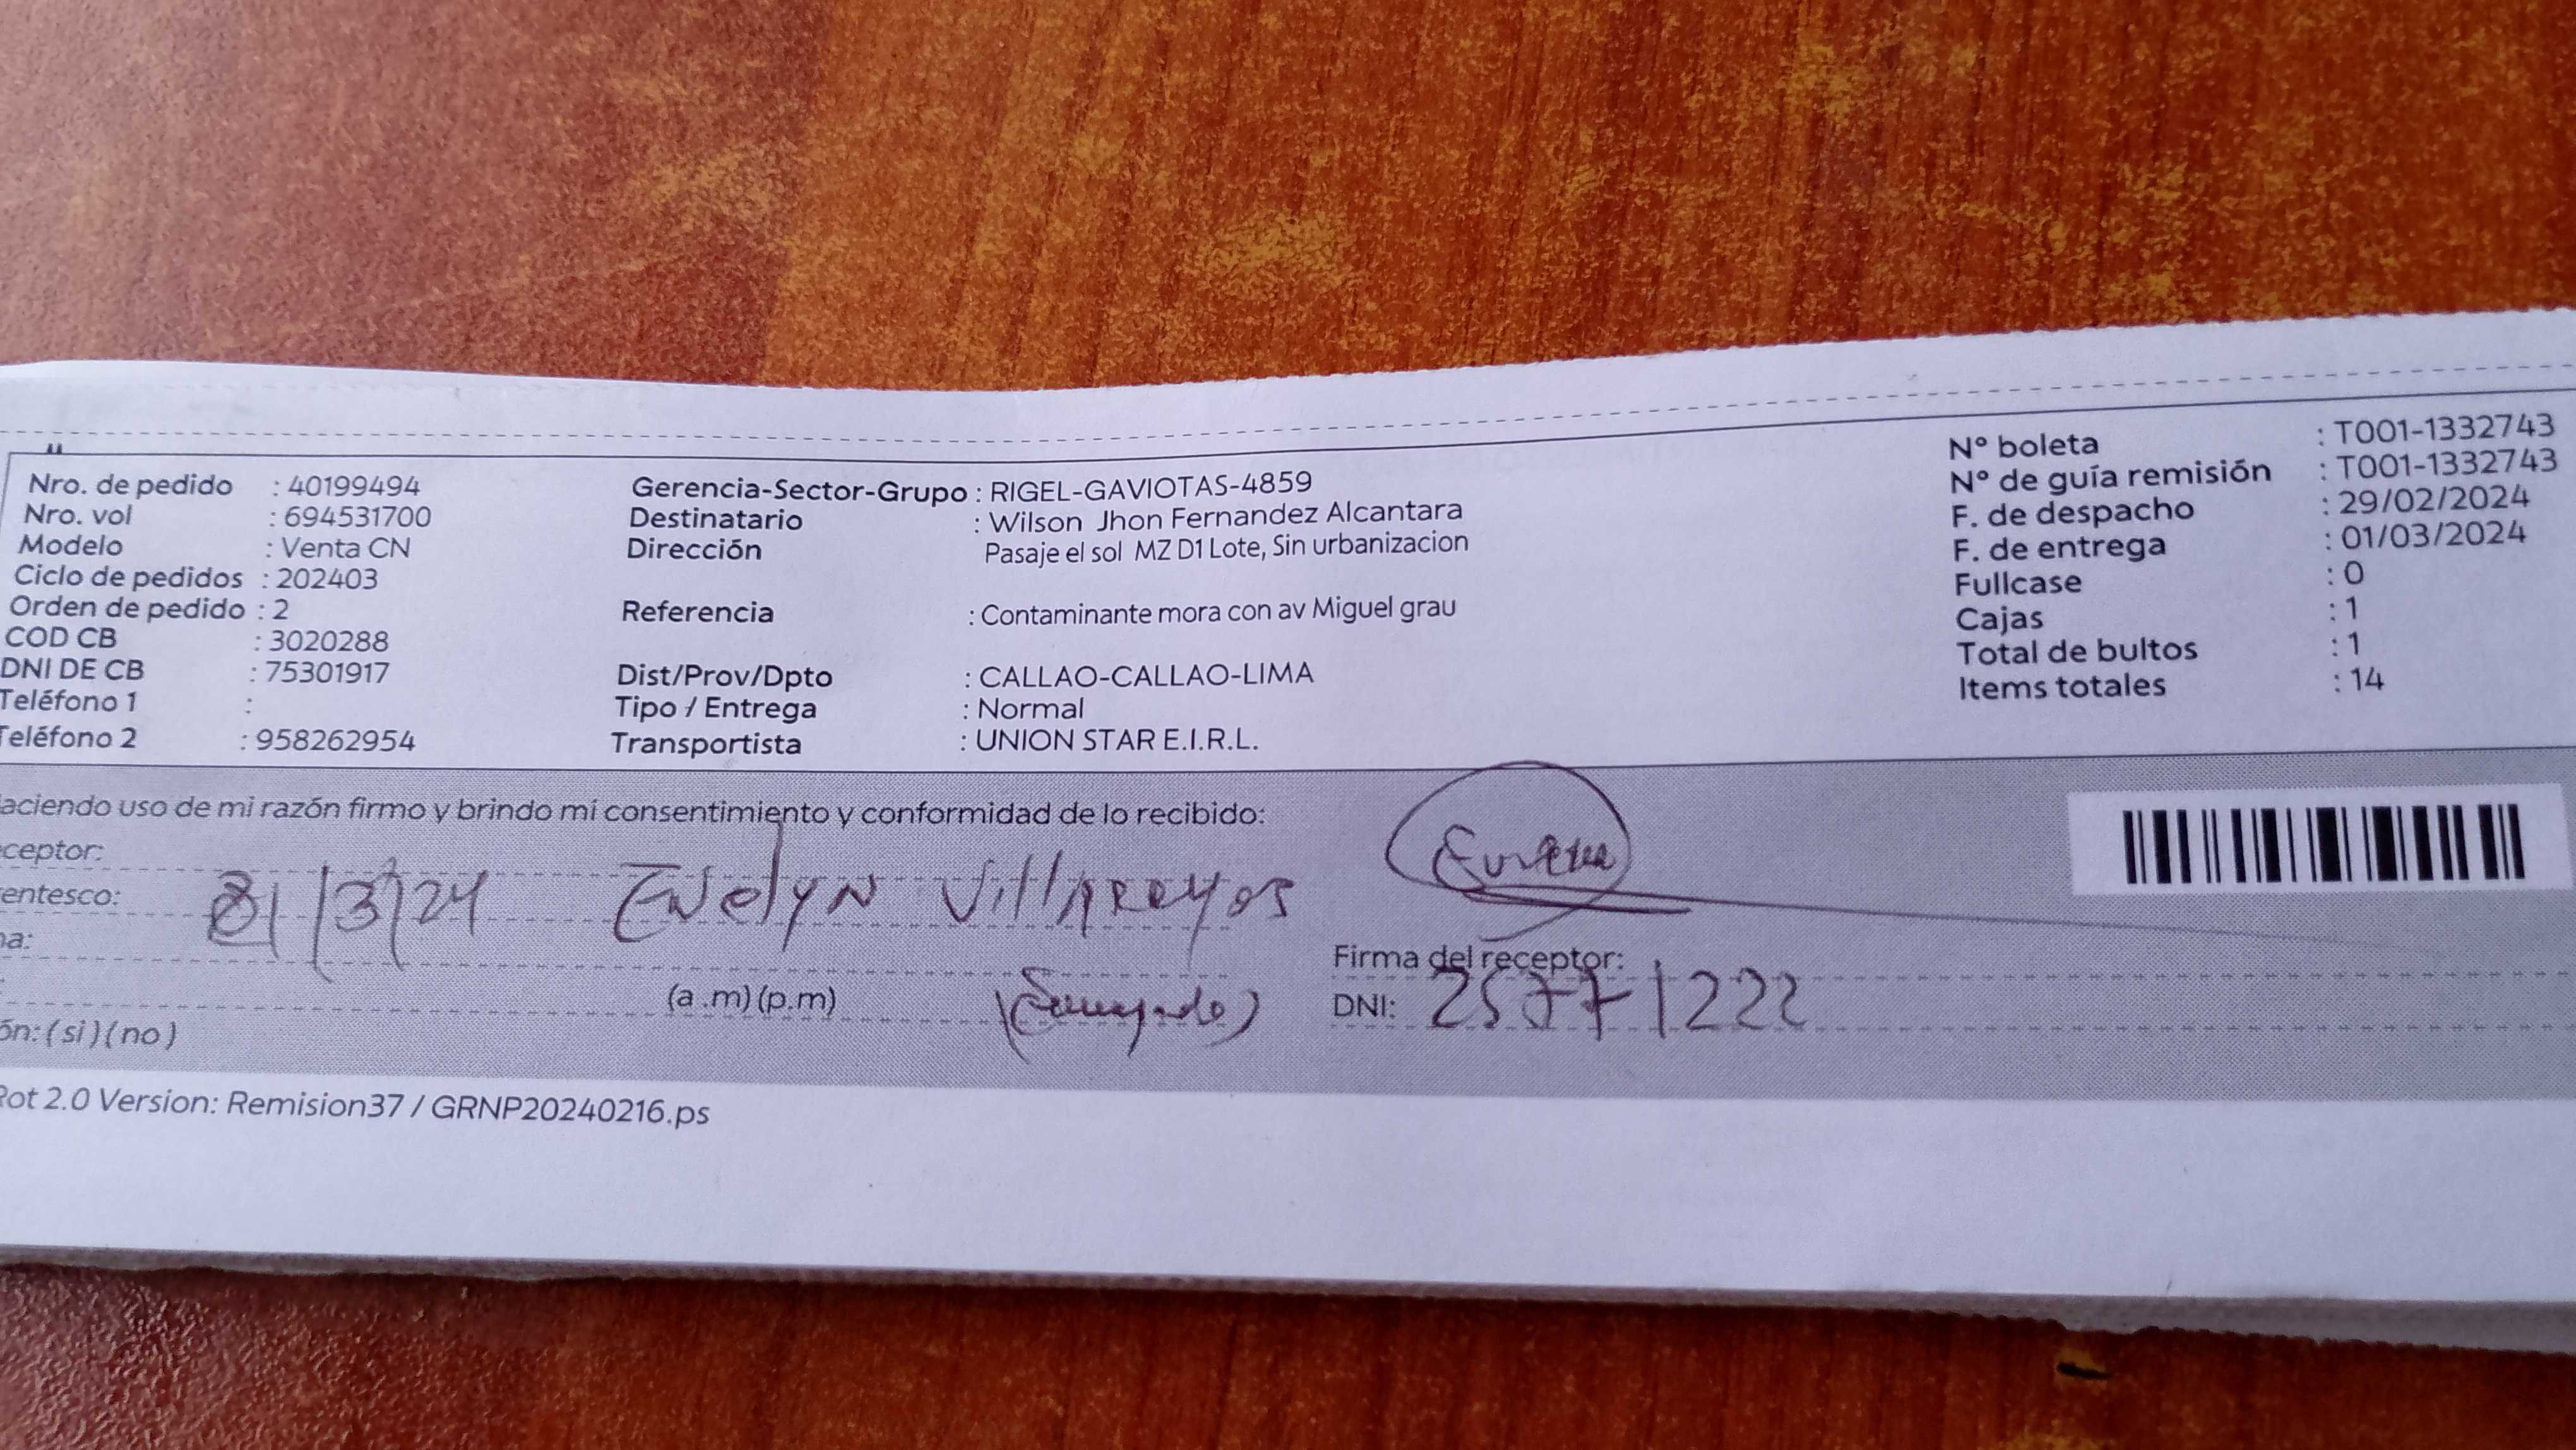 Nro. de pedido : 40199494
Nro. vol : 694531700
Modelo : Venta CN
Ciclo de pedidos : 202403
Orden de pedido : 2
COD CB : 3020288
DNI DE CB : 75301917
Teléfono 1 :
Teléfono 2 : 958262954
Gerencia-Sector-Grupo : RIGEL-GAVIOTAS-4859
Destinatario : Wilson Jhon Fernandez Alcantara
Dirección Pasaje el sol MZ D1 Lote, Sin urbanizacion
Referencia : Contaminante mora con av Miguel grau
Dist/Prov/Dpto : CALLAO-CALLAO-LIMA
Tipo / Entrega : Normal
Transportista : UNION STAR E.I.R.L.
N° boleta : T001-1332743
N° de guía remisión : T001-1332743
F. de despacho : 29/02/2024
F. de entrega : 01/03/2024
Fullcase : 0
Cajas : 1
Total de bultos : 1
Items totales : 14
aciendo uso de mi razón firmo y brindo mi consentimiento y conformidad de lo recibido:
ceptor:
entesco: /3/24 Evelyn Villarreyos
na:
Firma del receptor:
(a .m) (p.m)
DNI: 25771222
ón: (si) (no)
Rot 2.0 Version: Remision37 / GRNP20240216.ps